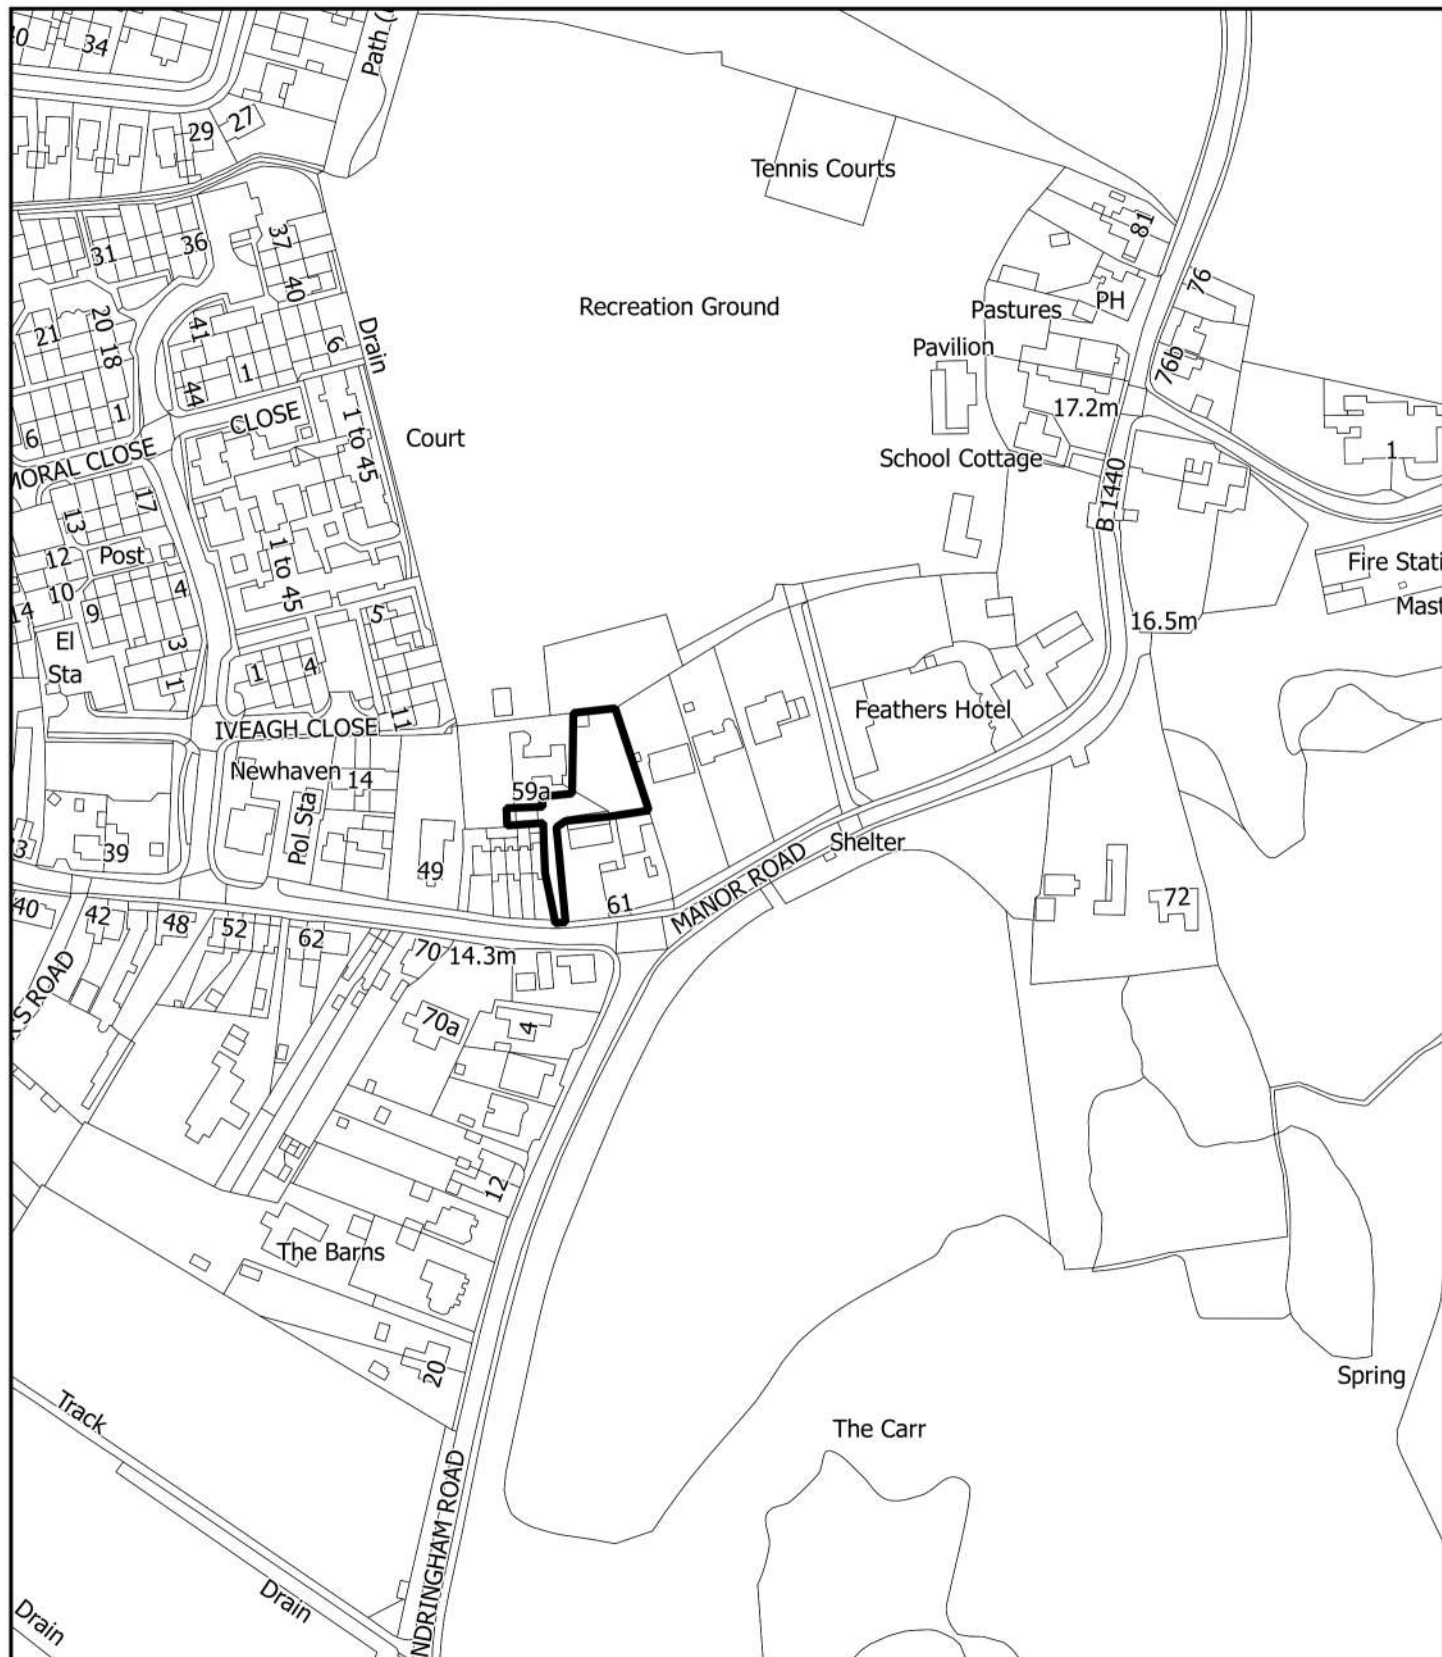 34
Path
29
27
Tennis Courts
81
31
36
37
40
76
Recreation Ground
Pastures
PH
20
18
21
41
Drain
6
Pavilion
76b
1
44
17.2m
1
6
CLOSE
1 to 45
Court
MORAL CLOSE
School Cottage
1
B 1440
17
13
12
Post
1 to 45
Fire Stati
10
4
14
9
Mast
5
16.5m
El
Sta
3
1
1
4
11
IVEAGH CLOSE
Feathers Hotel
Newhaven
14
59a
Pol Sta
39
49
Shelter
MANOR ROAD
61
72
40
42
48
52
62
70
14.3m
'S ROAD
70a
4
12
The Barns
20
Spring
Track
The Carr
NDRINGHAM ROAD
Drain
Drain